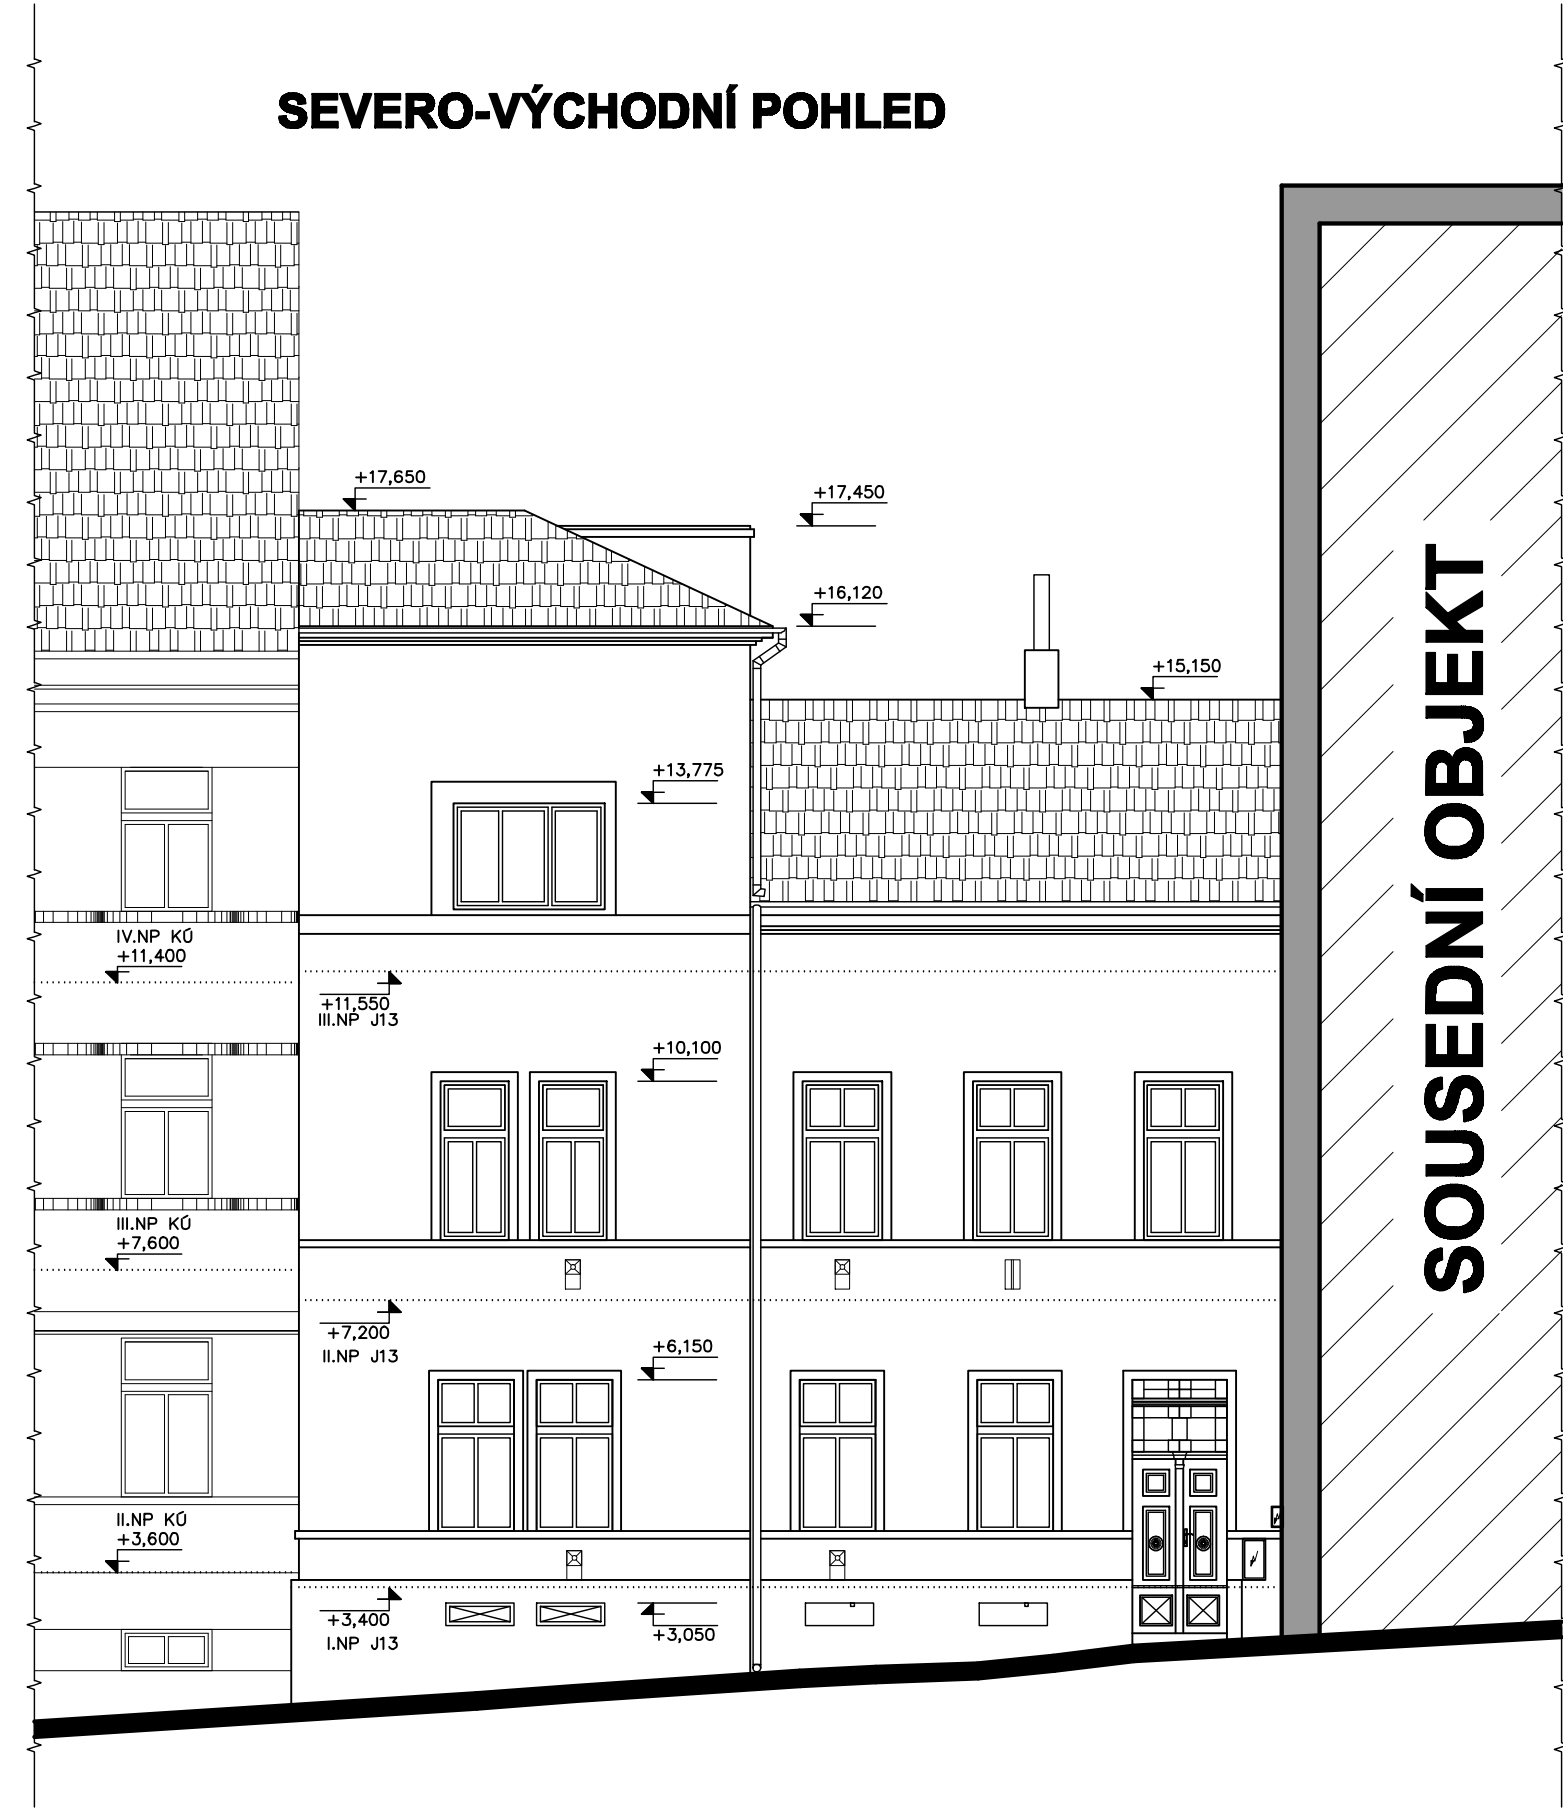 SEVERO-VÝCHODNÍ POHLED
+17,650
+17,450
+16,120
+15,150
+13,775
IV.NP KÚ
+11,400
+11,550
III.NP J13
+10,100
III.NP KÚ
+7,600
+7,200
II.NP J13
+6,150
II.NP KÚ
+3,600
+3,400
I.NP J13
+3,050
SOUSEDNÍ OBJEKT